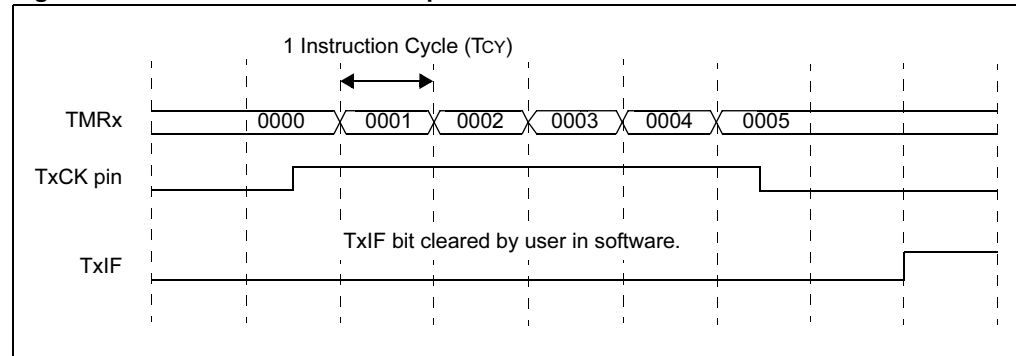 1 Instruction Cycle (TCY)
TMRx 0000 0001 0002 0003 0004 0005
TxCK pin
TxIF bit cleared by user in software.
TxIF